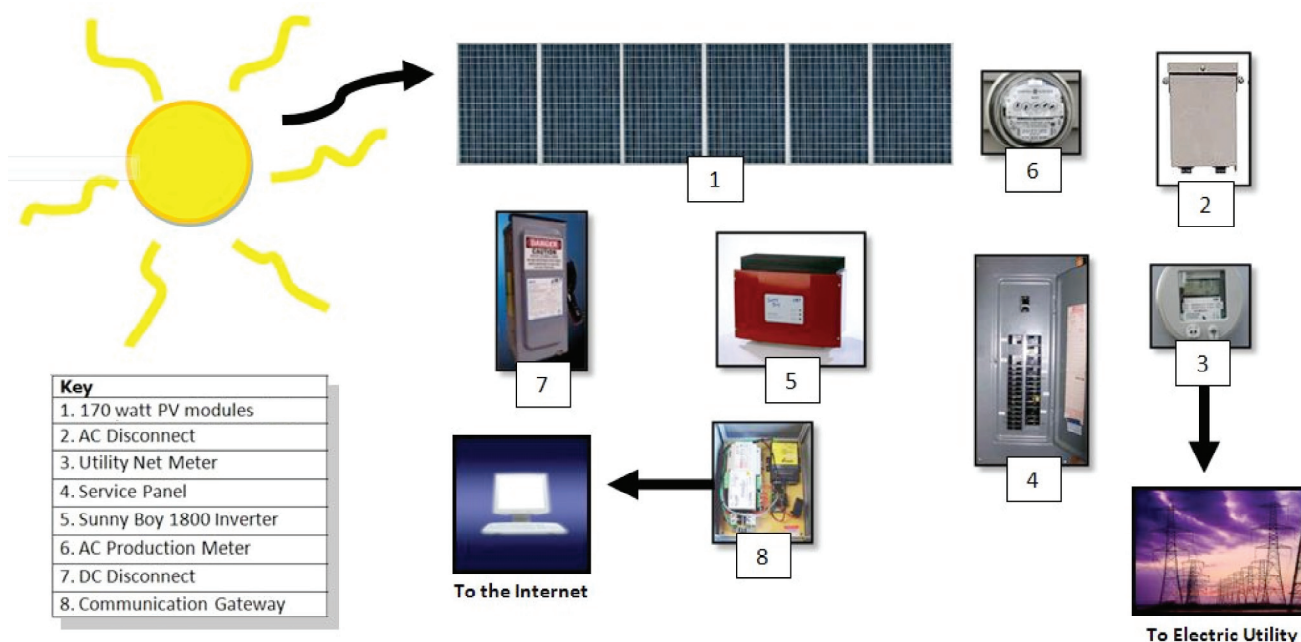 1
6
2
DANGER
CAUTION
7
5
3
4
8
Key
1. 170 watt PV modules
2. AC Disconnect
3. Utility Net Meter
4. Service Panel
5. Sunny Boy 1800 Inverter
6. AC Production Meter
7. DC Disconnect
8. Communication Gateway
To the Internet
To Electric Utility